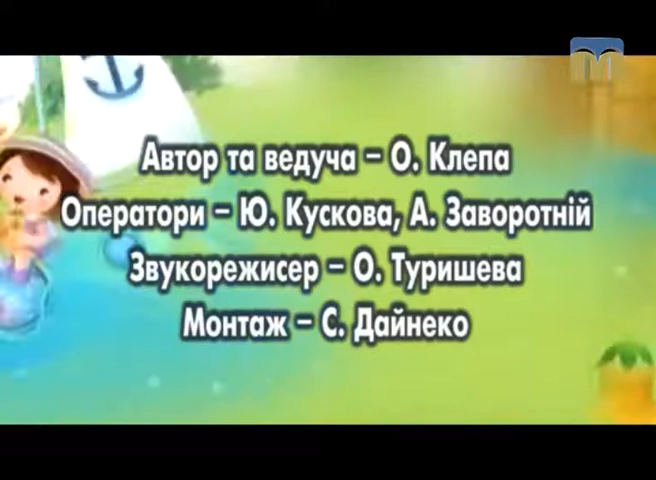 Автор та ведуча – О. Клепа
Оператори – Ю. Кускова, А. Заворотній
Звукорежисер – О. Туришева
Монтаж – С. Дайнеко